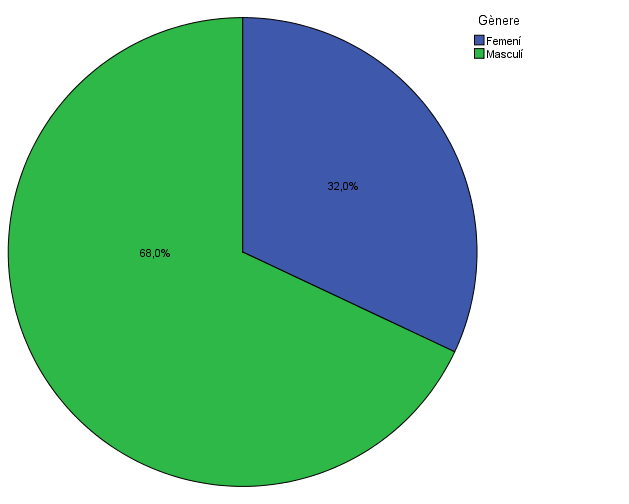 Gènere
Femení
Masculí
32,0%
68,0%